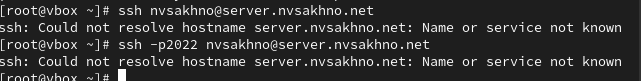 [root@vbox ~]# ssh nvsakhno@server.nvsakhno.net
ssh: Could not resolve hostname server.nvsakhno.net: Name or service not known
[root@vbox ~]# ssh -p2022 nvsakhno@server.nvsakhno.net
ssh: Could not resolve hostname server.nvsakhno.net: Name or service not known
[root@vbox ~]#